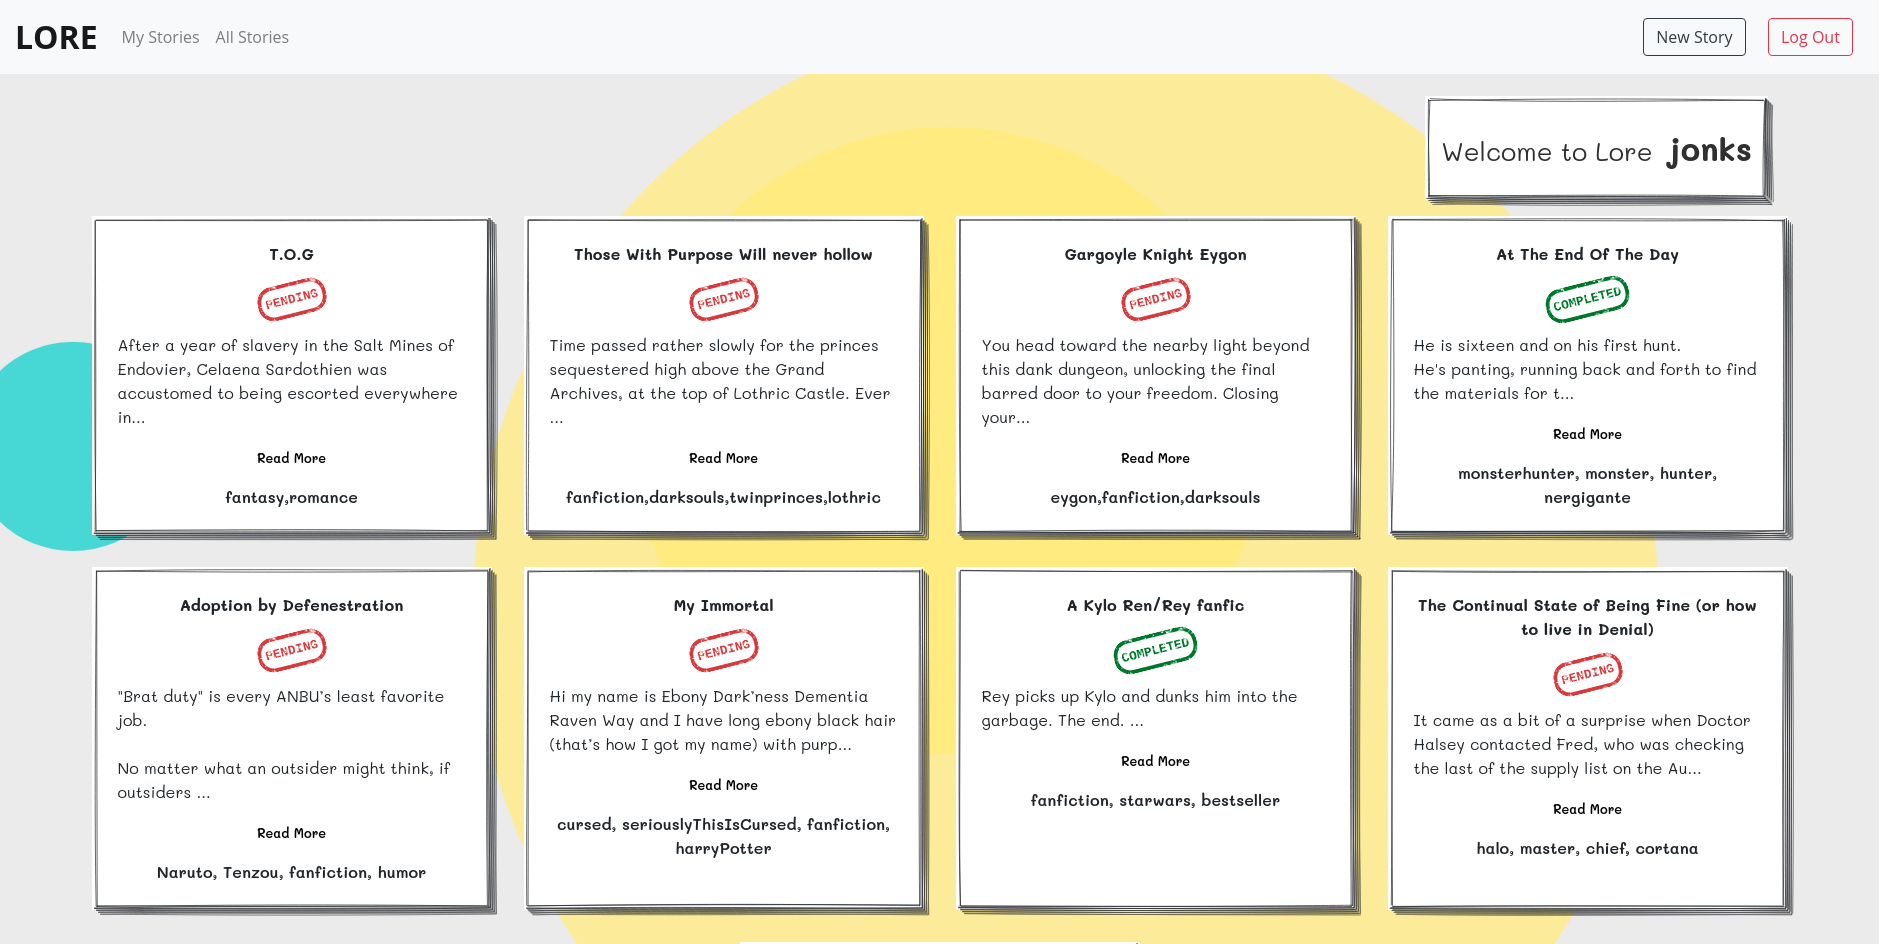 LORE
My Stories
All Stories
New Story
Log Out
Welcome to Lore jonks
T.O.G
PENDING
After a year of slavery in the Salt Mines of
Endovier, Celaena Sardothien was
accustomed to being escorted everywhere
in...
Read More
fantasy,romance
Those With Purpose Will never hollow
PENDING
Time passed rather slowly for the princes
sequestered high above the Grand
Archives, at the top of Lothric Castle. Ever
...
Read More
fanfiction,darksouls,twinprinces,lothric
Gargoyle Knight Eygon
PENDING
You head toward the nearby light beyond
this dank dungeon, unlocking the final
barred door to your freedom. Closing
your...
Read More
eygon,fanfiction,darksouls
At The End Of The Day
COMPLETED
He is sixteen and on his first hunt.
He's panting, running back and forth to find
the materials for t...
Read More
monsterhunter, monster, hunter,
nergigante
Adoption by Defenestration
PENDING
"Brat duty" is every ANBU’s least favorite
job.
No matter what an outsider might think, if
outsiders ...
Read More
Naruto, Tenzou, fanfiction, humor
My Immortal
PENDING
Hi my name is Ebony Dark’ness Dementia
Raven Way and I have long ebony black hair
(that’s how I got my name) with purp...
Read More
cursed, seriouslyThisIsCursed, fanfiction,
harryPotter
A Kylo Ren/Rey fanfic
COMPLETED
Rey picks up Kylo and dunks him into the
garbage. The end. ...
Read More
fanfiction, starwars, bestseller
The Continual State of Being Fine (or how
to live in Denial)
PENDING
It came as a bit of a surprise when Doctor
Halsey contacted Fred, who was checking
the last of the supply list on the Au...
Read More
halo, master, chief, cortana